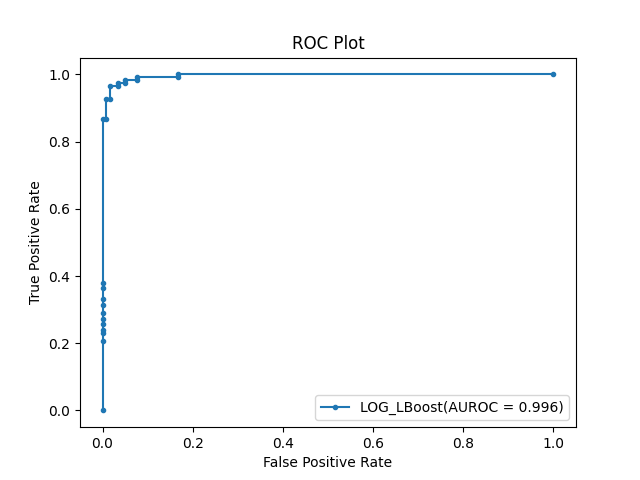 ROC Plot
1.0
0.8
0.6
0.4
0.2
0.0
True Positive Rate
LOG_LBoost(AUROC = 0.996)
0.0 0.2 0.4 0.6 0.8 1.0
False Positive Rate